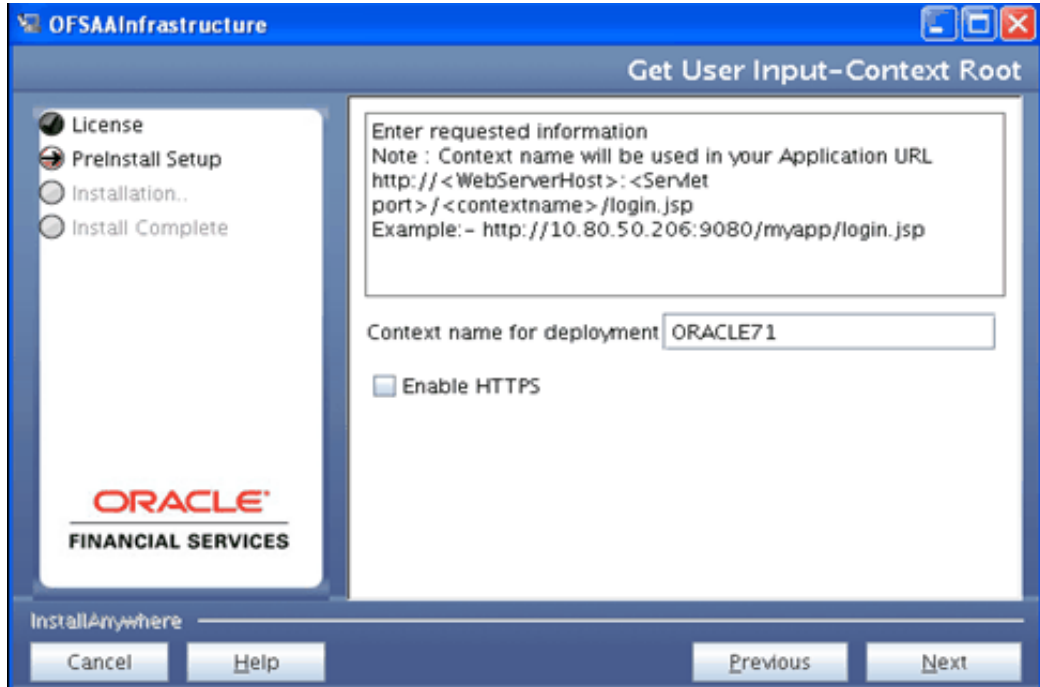 OFSAAInfrastructure
Get User Input-Context Root
License
PreInstall Setup
Installation..
Install Complete
ORACLE
FINANCIAL SERVICES
Enter requested information
Note : Context name will be used in your Application URL
http://<WebServerHost>:<Servlet
port>/<contextname>/login.jsp
Example:- http://10.80.50.206:9080/myapp/login.jsp
Context name for deployment ORACLE71
Enable HTTPS
InstallAnywhere
Cancel Help Previous Next